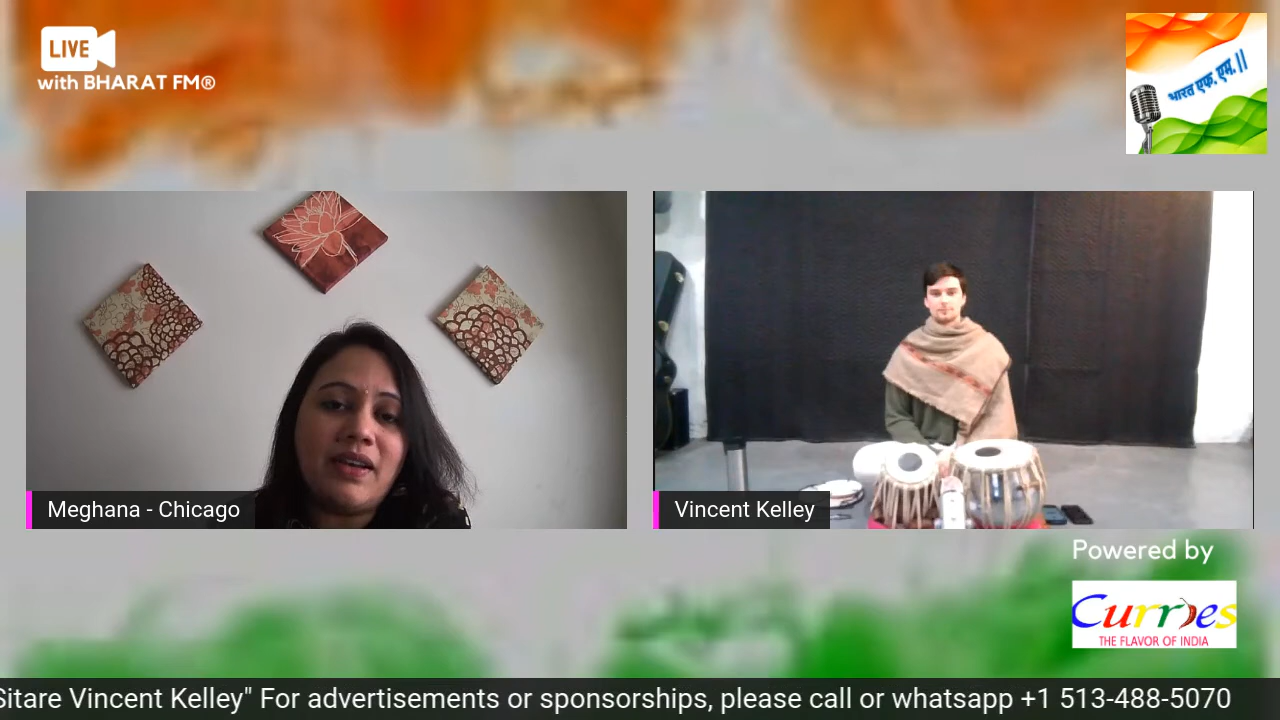 LIVE
with BHARAT FM®
भारत एफ. एम.||
Meghana - Chicago
Vincent Kelley
Powered by
Curries
THE FLAVOR OF INDIA
Sitare Vincent Kelley" For advertisements or sponsorships, please call or whatsapp +1 513-488-5070